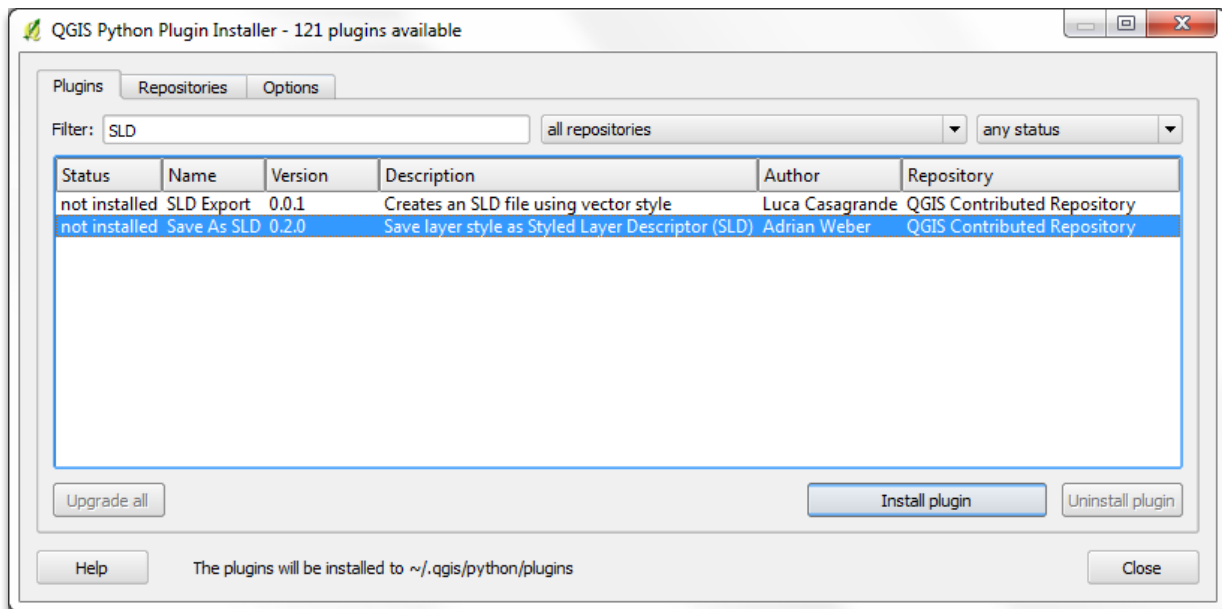 QGIS Python Plugin Installer - 121 plugins available
Plugins Repositories Options
Filter: SLD all repositories any status
Status Name Version Description Author Repository
not installed SLD Export 0.0.1 Creates an SLD file using vector style Luca Casagrande QGIS Contributed Repository
not installed Save As SLD 0.2.0 Save layer style as Styled Layer Descriptor (SLD) Adrian Weber QGIS Contributed Repository
Upgrade all Install plugin Uninstall plugin
Help The plugins will be installed to ~/.qgis/python/plugins Close